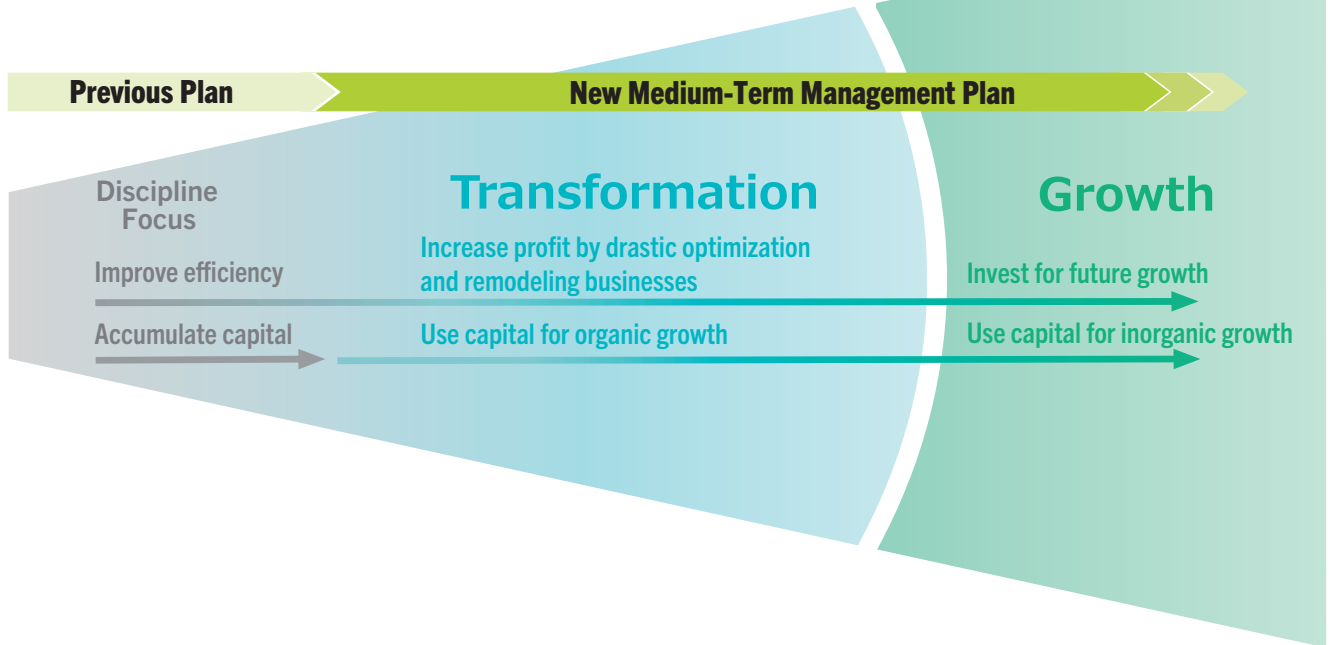 Previous Plan
New Medium-Term Management Plan
Discipline
Focus
Improve efficiency
Accumulate capital
Transformation
Increase profit by drastic optimization
and remodeling businesses
Use capital for organic growth
Growth
Invest for future growth
Use capital for inorganic growth